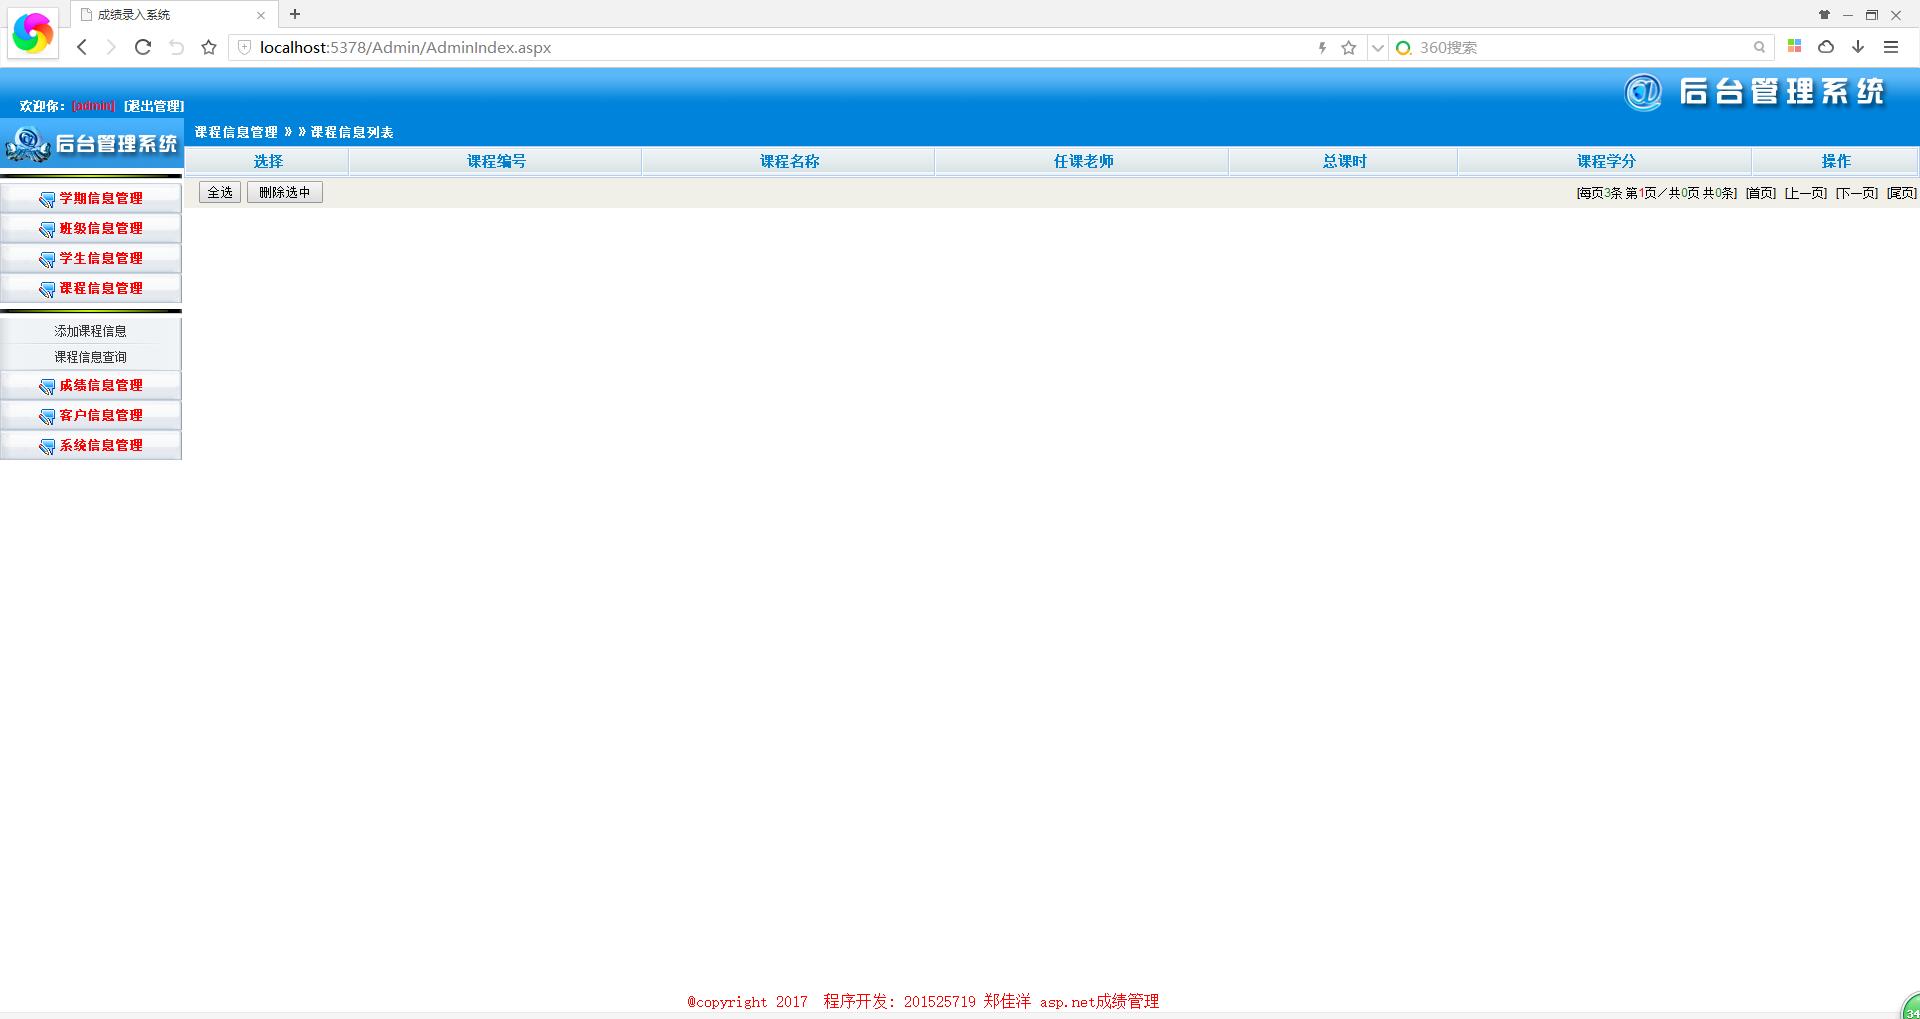 成绩录入系统
localhost:5378/Admin/AdminIndex.aspx
360搜索
后台管理系统
欢迎你：[admin] [退出管理]
后台管理系统
课程信息管理 》》课程信息列表
选择 课程编号 课程名称 任课老师 总课时 课程学分 操作
全选 删除选中 [每页3条 第1页／共0页 共0条] [首页] [上一页] [下一页] [尾页]
学期信息管理
班级信息管理
学生信息管理
课程信息管理
添加课程信息
课程信息查询
成绩信息管理
客户信息管理
系统信息管理
@copyright 2017 程序开发: 201525719 郑佳洋 asp.net成绩管理
34